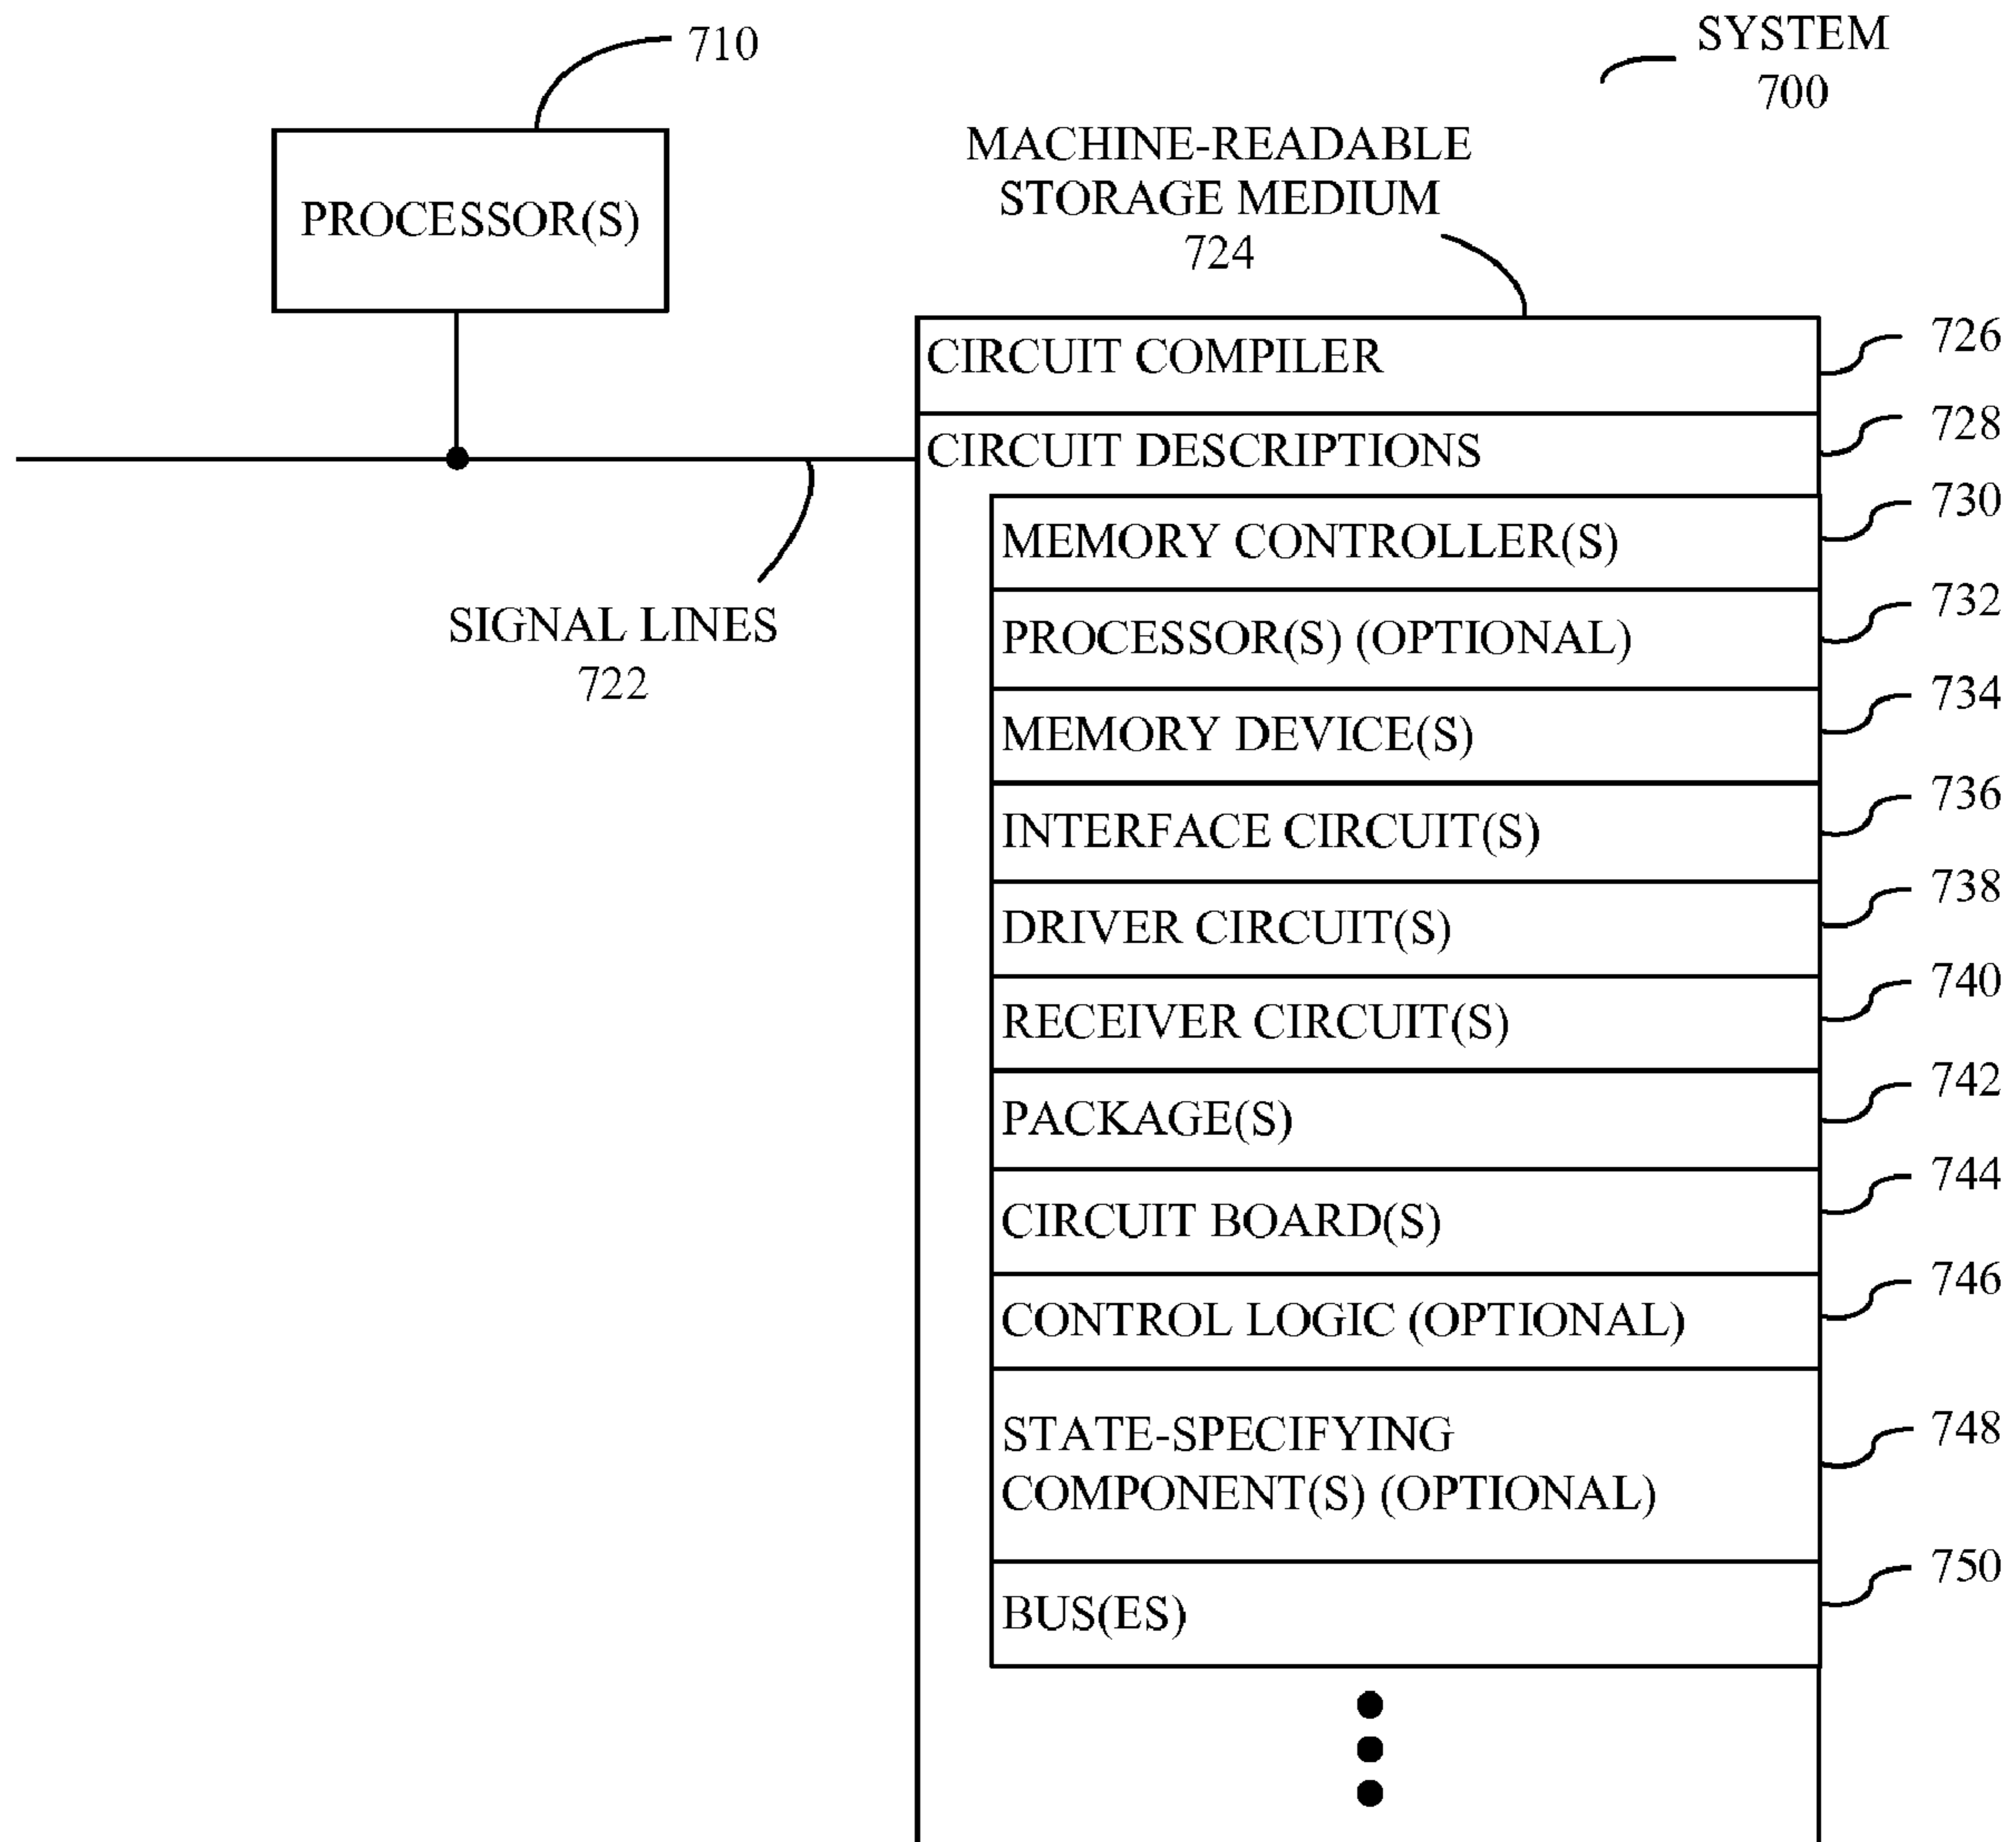 710
SYSTEM
700
PROCESSOR(S)
MACHINE-READABLE
STORAGE MEDIUM
724
CIRCUIT COMPILER
726
CIRCUIT DESCRIPTIONS
728
SIGNAL LINES
722
MEMORY CONTROLLER(S)
730
PROCESSOR(S) (OPTIONAL)
732
MEMORY DEVICE(S)
734
INTERFACE CIRCUIT(S)
736
DRIVER CIRCUIT(S)
738
RECEIVER CIRCUIT(S)
740
PACKAGE(S)
742
CIRCUIT BOARD(S)
744
CONTROL LOGIC (OPTIONAL)
746
STATE-SPECIFYING
COMPONENT(S) (OPTIONAL)
748
BUS(ES)
750